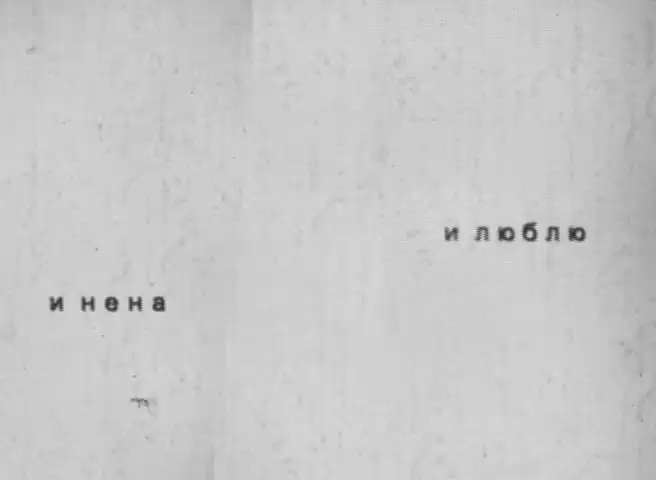 и люблю
и нена